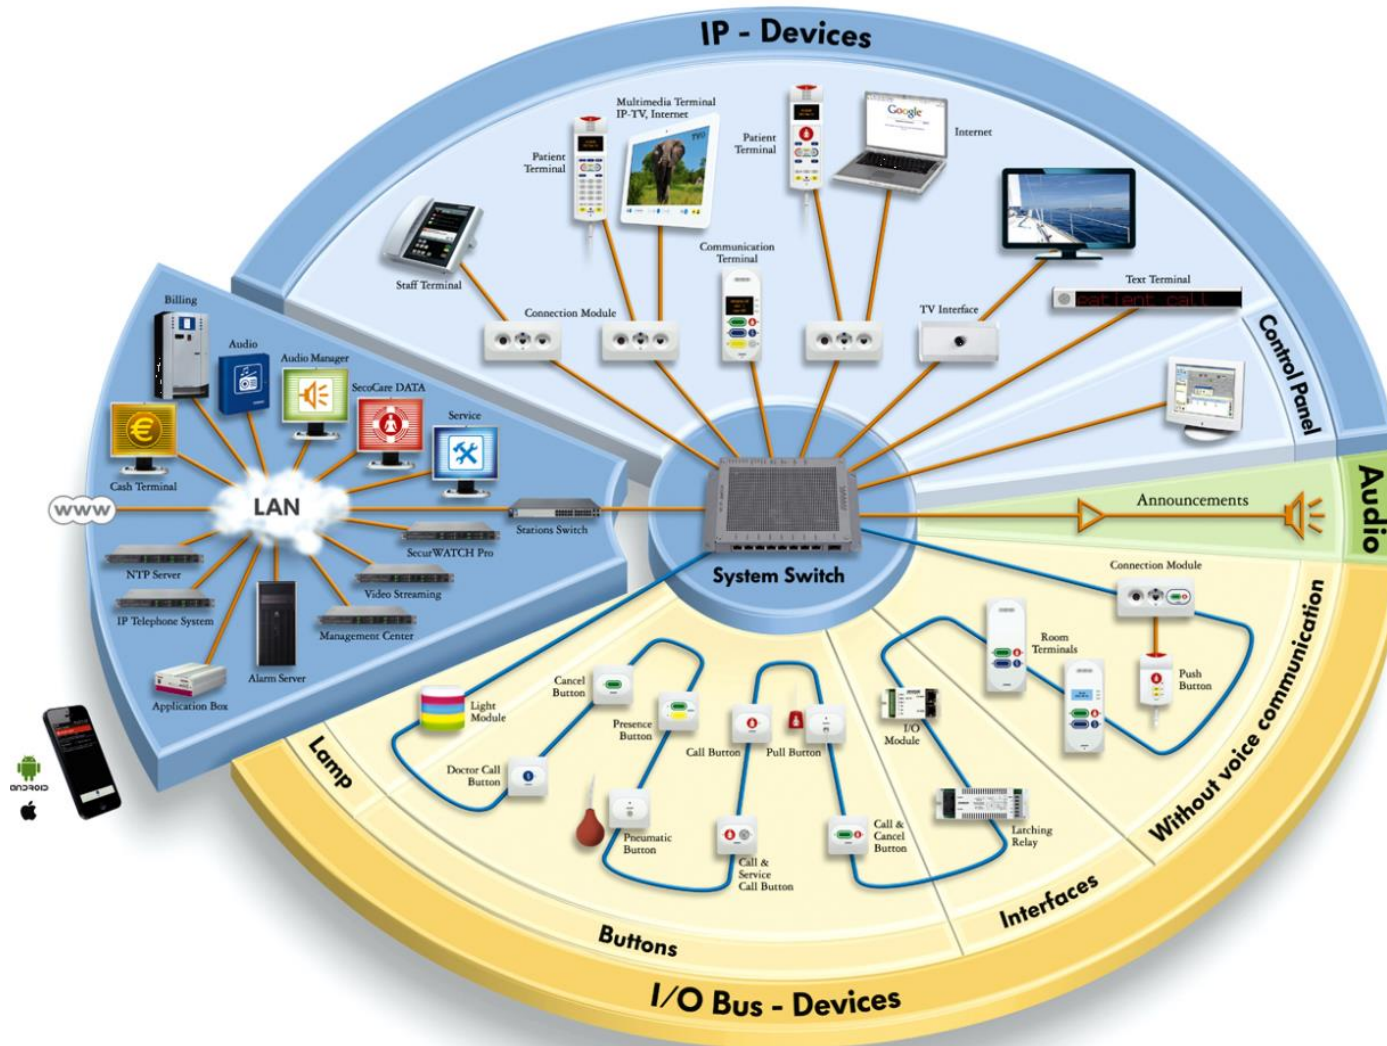 IP - Devices
Multimedia Terminal
IP-TV, Internet
Patient
Terminal
Patient
Terminal
Google
Internet
Staff Terminal
Communication
Terminal
Connection Module
TV Interface
Text Terminal
patient call
Control Panel
Billing
Audio
Audio Manager
SecoCare DATA
Service
Cash Terminal
LAN
www
Stations Switch
SecurWATCH Pro
NTP Server
Video Streaming
IP Telephone System
Management Center
Alarm Server
Application Box
ANDROID
System Switch
Announcements
Audio
Connection Module
Room
Terminals
Push
Button
Without voice communication
Light
Module
Cancel
Button
Presence
Button
Call Button
Pull Button
I/O
Module
Doctor Call
Button
Pneumatic
Button
Call &
Service
Call Button
Call &
Cancel
Button
Latching
Relay
Lamp
Buttons
Interfaces
I/O Bus - Devices